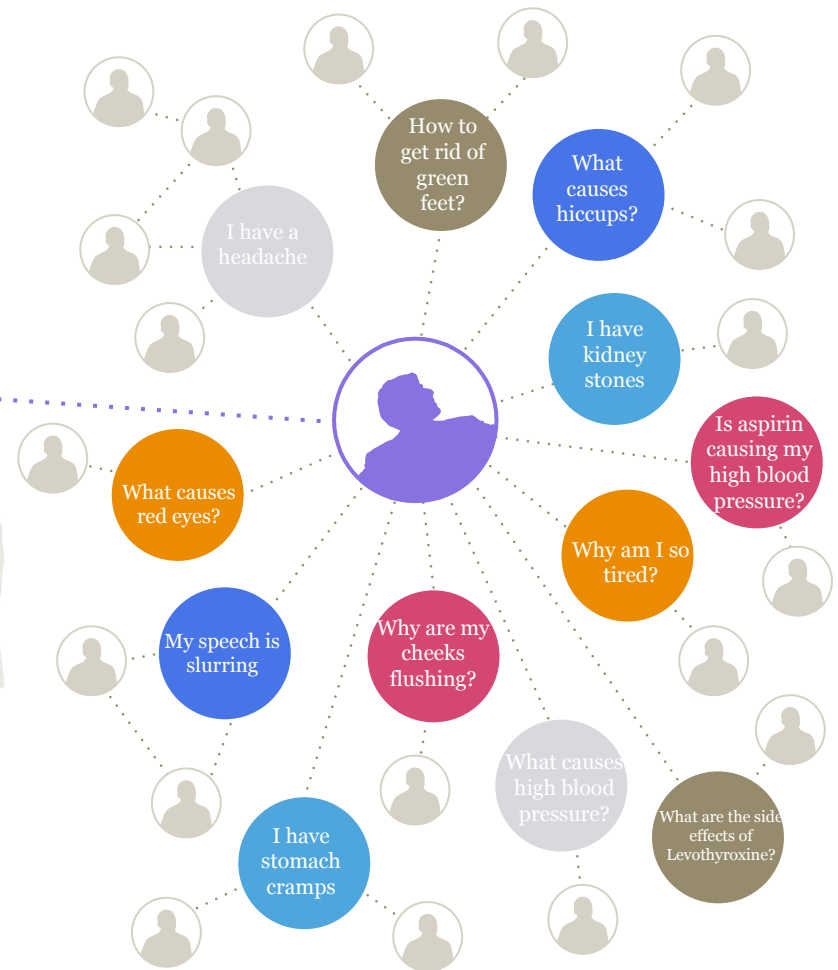 How to
get rid of
green
feet?
What
causes
hiccups?
I have a
headache
I have
kidney
stones
Is aspirin
causing my
high blood
pressure?
What causes
red eyes?
Why am I so
tired?
My speech is
slurring
Why are my
cheeks
flushing?
What causes
high blood
pressure?
What are the side
effects of
Levothyroxine?
I have
stomach
cramps